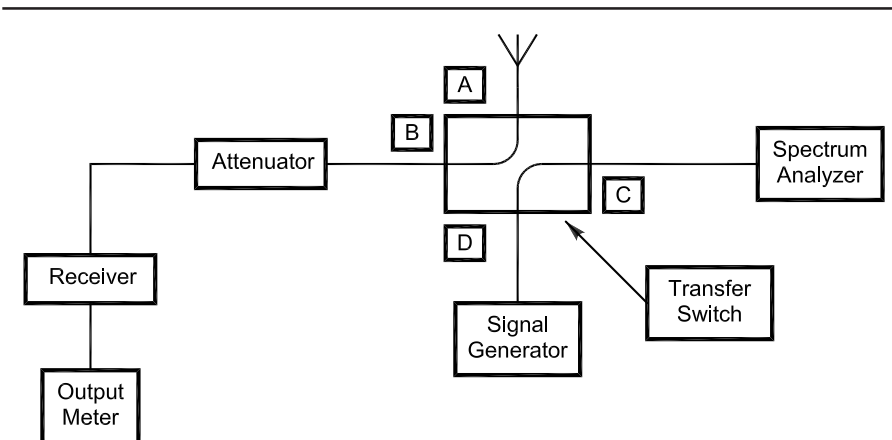 A
B
Attenuator
Spectrum
Analyzer
C
D
Receiver
Transfer
Switch
Signal
Generator
Output
Meter